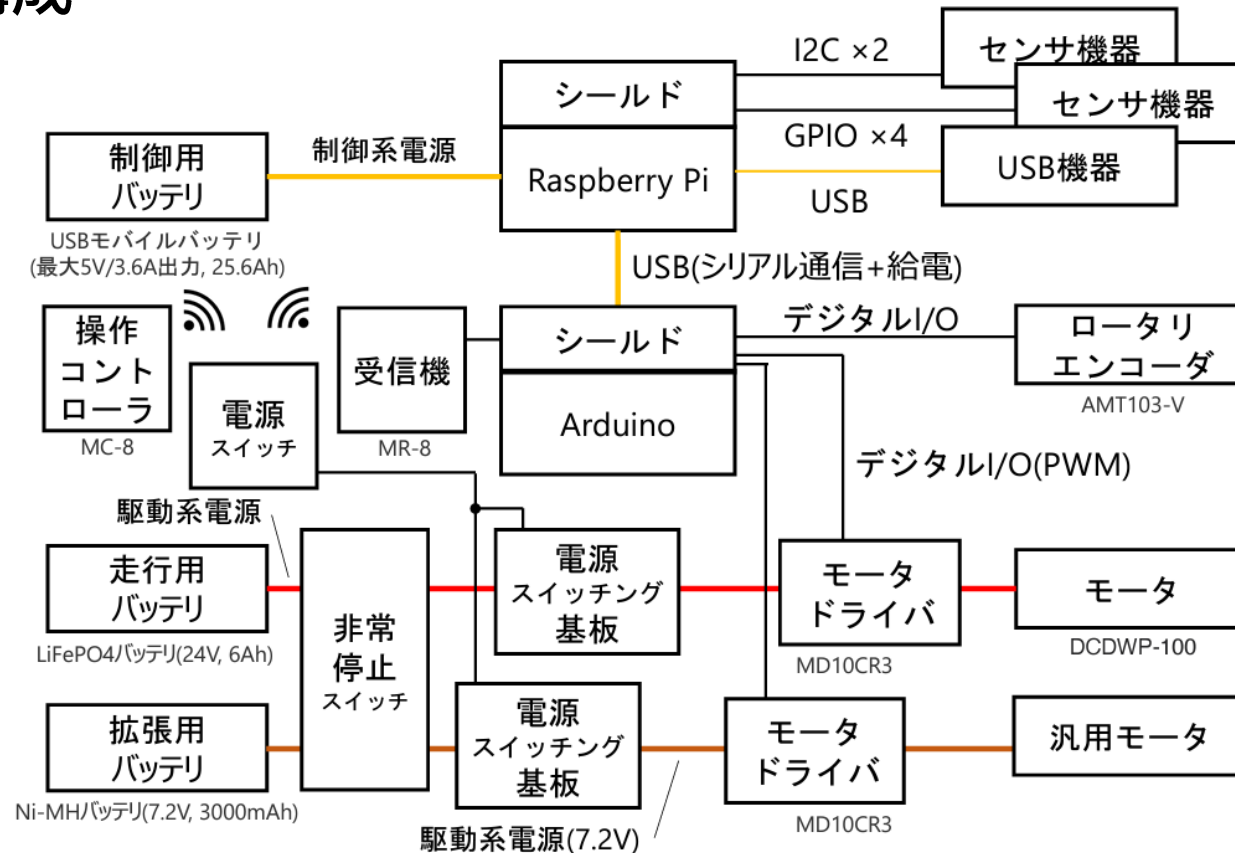 構成
I2C ×2
センサ機器
センサ機器
シールド
GPIO ×4
制御用
バッテリ
制御系電源
Raspberry Pi
USB機器
USB
USBモバイルバッテリ
(最大5V/3.6A出力, 25.6Ah)
USB(シリアル通信+給電)
操作
コント
ローラ
MC-8
電源
スイッチ
受信機
MR-8
シールド
Arduino
デジタルI/O
ロータリ
エンコーダ
AMT103-V
デジタルI/O(PWM)
駆動系電源
走行用
バッテリ
LiFePO4バッテリ(24V, 6Ah)
非常
停止
スイッチ
電源
スイッチング
基板
モータ
ドライバ
MD10CR3
モータ
DCDWP-100
拡張用
バッテリ
Ni-MHバッテリ(7.2V, 3000mAh)
電源
スイッチング
基板
モータ
ドライバ
MD10CR3
汎用モータ
駆動系電源(7.2V)